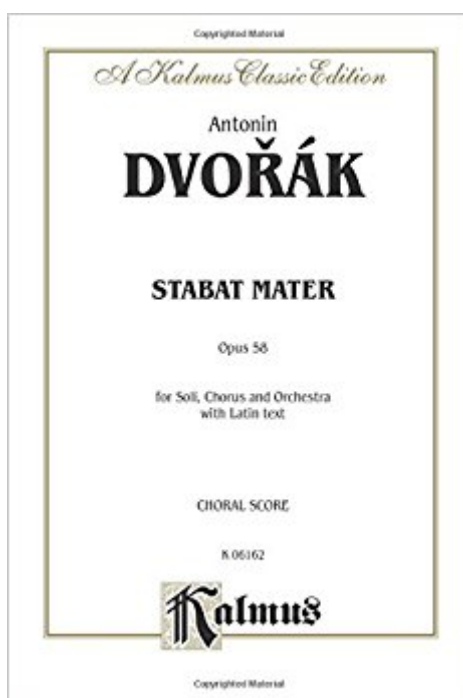 Copyrighted Material
A Kalmus Classic Edition
Antonin
DVOŘÁK
STABAT MATER
Opus 58
for Soli, Chorus and Orchestra
with Latin text
CHORAL SCORE
K 06162
Kalmus
Copyrighted Material